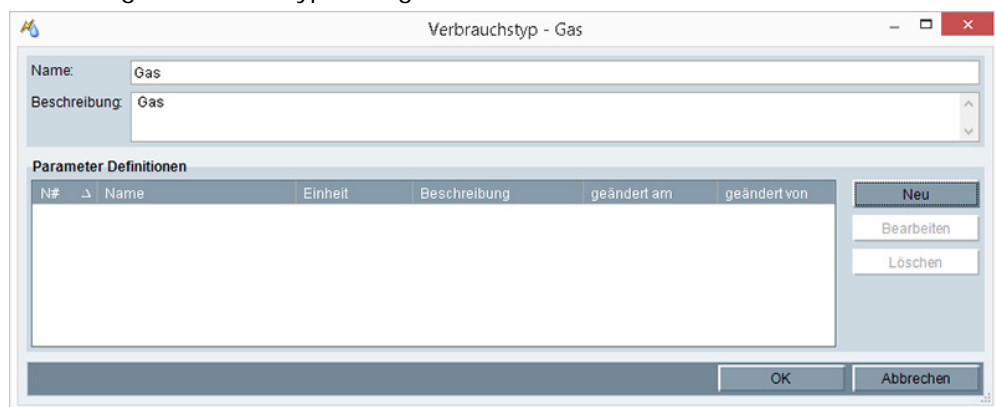 Verbrauchstyp - Gas
Name: Gas
Beschreibung: Gas
Parameter Definitionen
N# Name Einheit Beschreibung geändert am geändert von
Neu
Bearbeiten
Löschen
OK Abbrechen